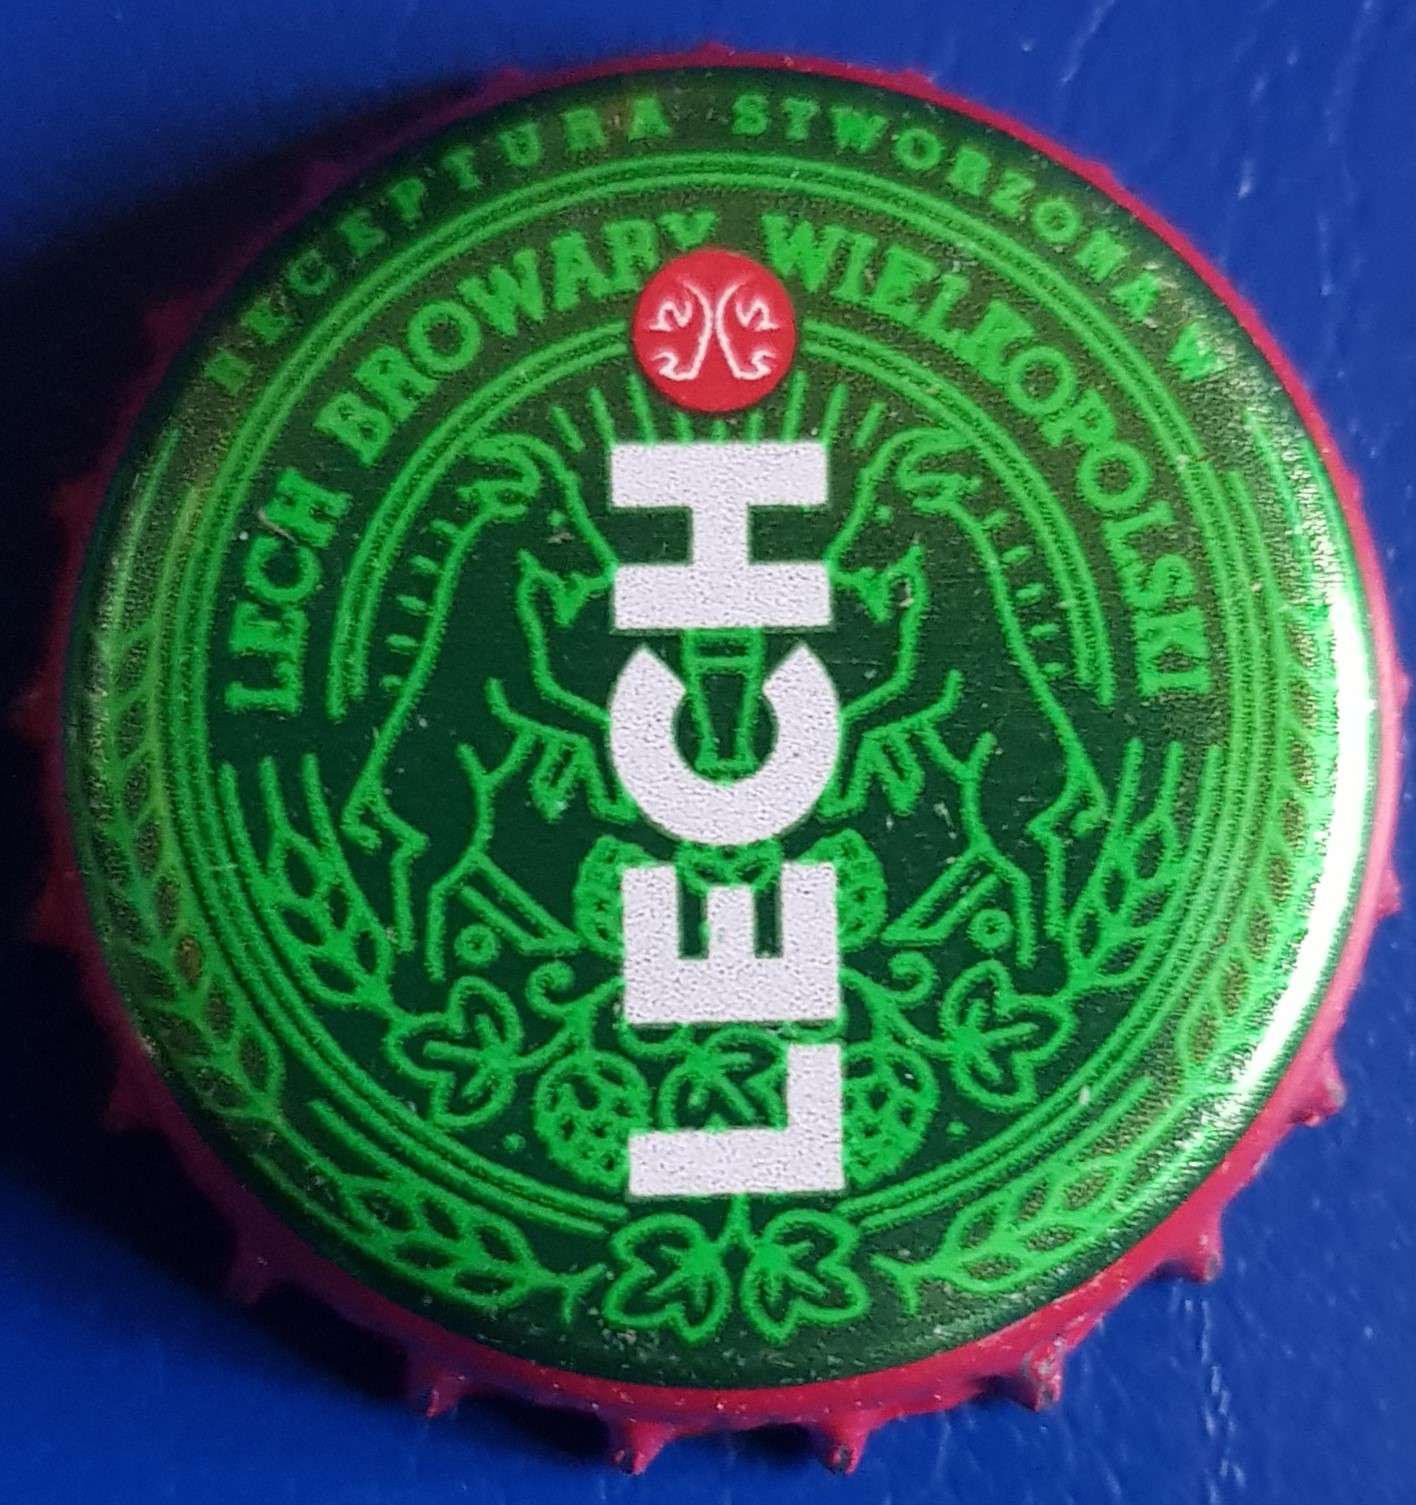 RECEPTURA STWORZONA W
LECH BROWARY WIELKOPOLSKI
LECH